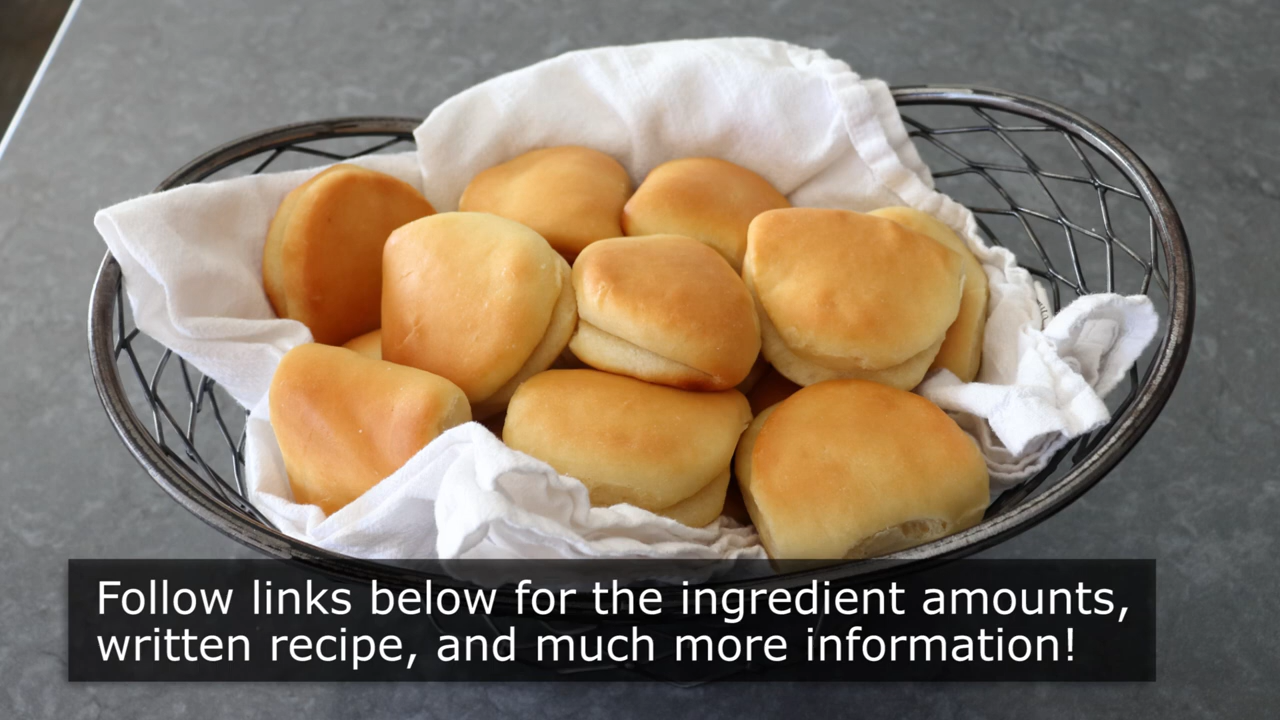 Follow links below for the ingredient amounts,
written recipe, and much more information!